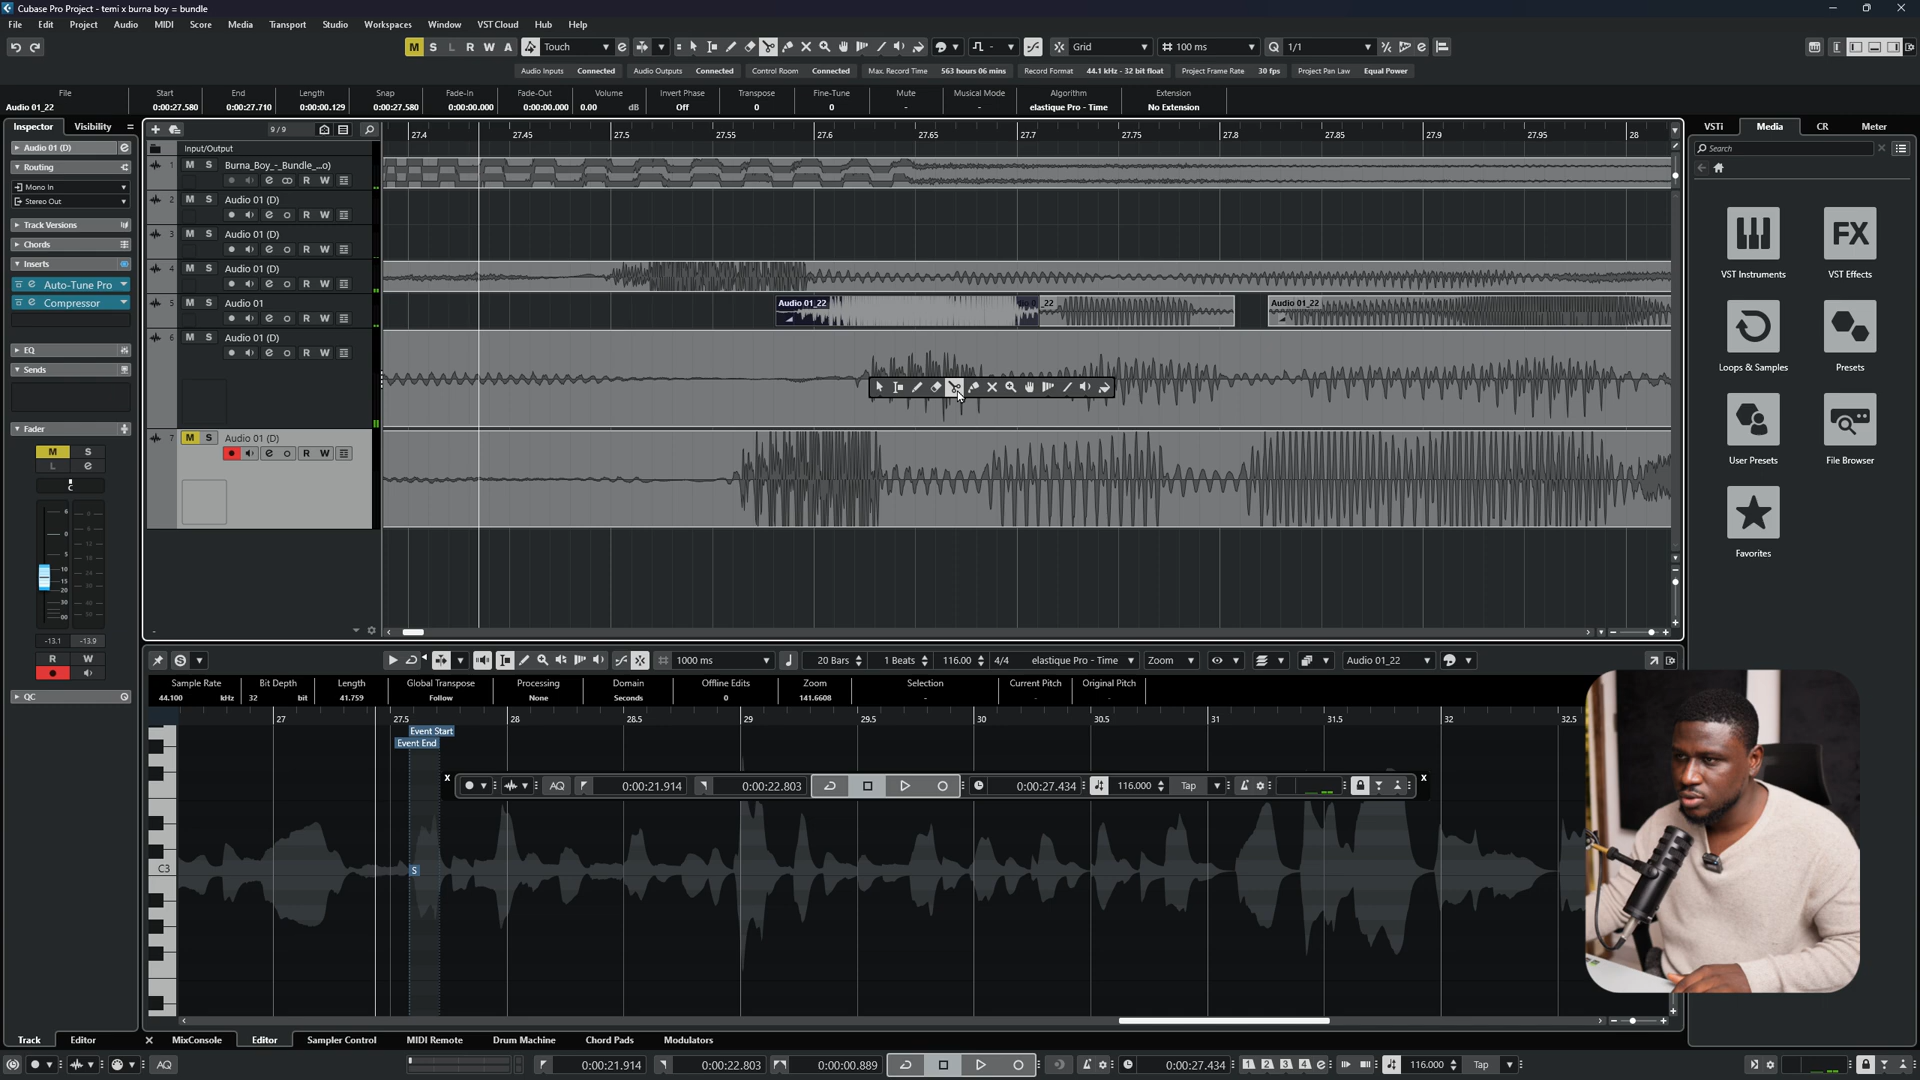 Cubase Pro Project - temi x burna boy = bundle
File Edit Project Audio MIDI Score Media Transport Studio Workspaces Window VST Cloud Hub Help
M S L R W A Touch Grid 100 ms 1/1
Audio Inputs Connected Audio Outputs Connected Control Room Connected Max. Record Time 563 hours 06 mins Record Format 44.1 kHz - 32 bit float Project Frame Rate 30 fps Project Pan Law Equal Power
File Start End Length Snap Fade-In Fade-Out Volume Invert Phase Transpose Fine-Tune Mute Musical Mode Algorithm Extension
Audio 01_22 0:00:27.580 0:00:27.710 0:00:00.129 0:00:27.580 0:00:00.000 0:00:00.000 0.00 dB Off 0 0 - - elastique Pro - Time No Extension
Inspector Visibility
Audio 01 (D)
Routing
Mono In
Stereo Out
Track Versions
Chords
Inserts
Auto-Tune Pro
Compressor
EQ
Sends
Fader
M S
L e
C
-13.1 -13.9
R W
QC
9/9
27.4 27.45 27.5 27.55 27.6 27.65 27.7 27.75 27.8 27.85 27.9 27.95 28
Input/Output
1 M S Burna_Boy_-_Bundle_...o)
R W
2 M S Audio 01 (D)
R W
3 M S Audio 01 (D)
R W
4 M S Audio 01 (D)
R W
5 M S Audio 01
R W
Audio 01_22 _22 Audio 01_22
6 M S Audio 01 (D)
R W
7 M S Audio 01 (D)
R W
VSTi Media CR Meter
Search
VST Instruments VST Effects
Loops & Samples Presets
User Presets File Browser
Favorites
S 1000 ms 20 Bars 1 Beats 116.00 4/4 elastique Pro - Time Zoom Audio 01_22
Sample Rate Bit Depth Length Global Transpose Processing Domain Offline Edits Zoom Selection Current Pitch Original Pitch
44.100 kHz 32 bit 41.759 Follow None Seconds 0 141.6608 - - -
27 27.5 28 28.5 29 29.5 30 30.5 31 31.5 32 32.5
Event Start
Event End
X AQ 0:00:21.914 0:00:22.803 0:00:27.434 116.000 Tap X
C3
S
Track Editor MixConsole Editor Sampler Control MIDI Remote Drum Machine Chord Pads Modulators
AQ 0:00:21.914 0:00:22.803 0:00:00.889 0:00:27.434 1 2 3 4 116.000 Tap